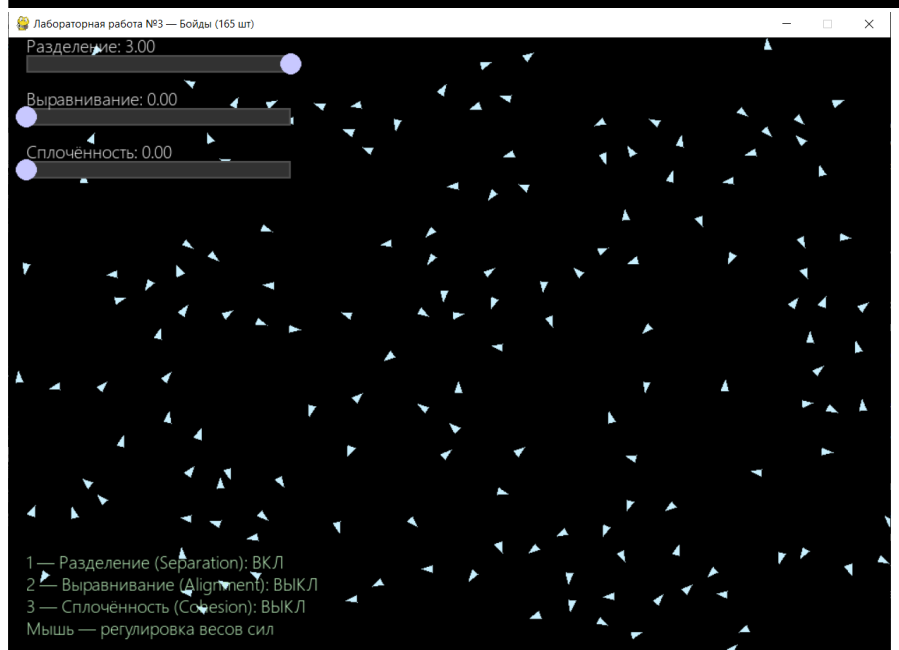 Лабораторная работа №3 — Бойды (165 шт)
Разделение: 3.00
Выравнивание: 0.00
Сплочённость: 0.00
1 — Разделение (Separation): ВКЛ
2 — Выравнивание (Alignment): ВЫКЛ
3 — Сплочённость (Cohesion): ВЫКЛ
Мышь — регулировка весов сил